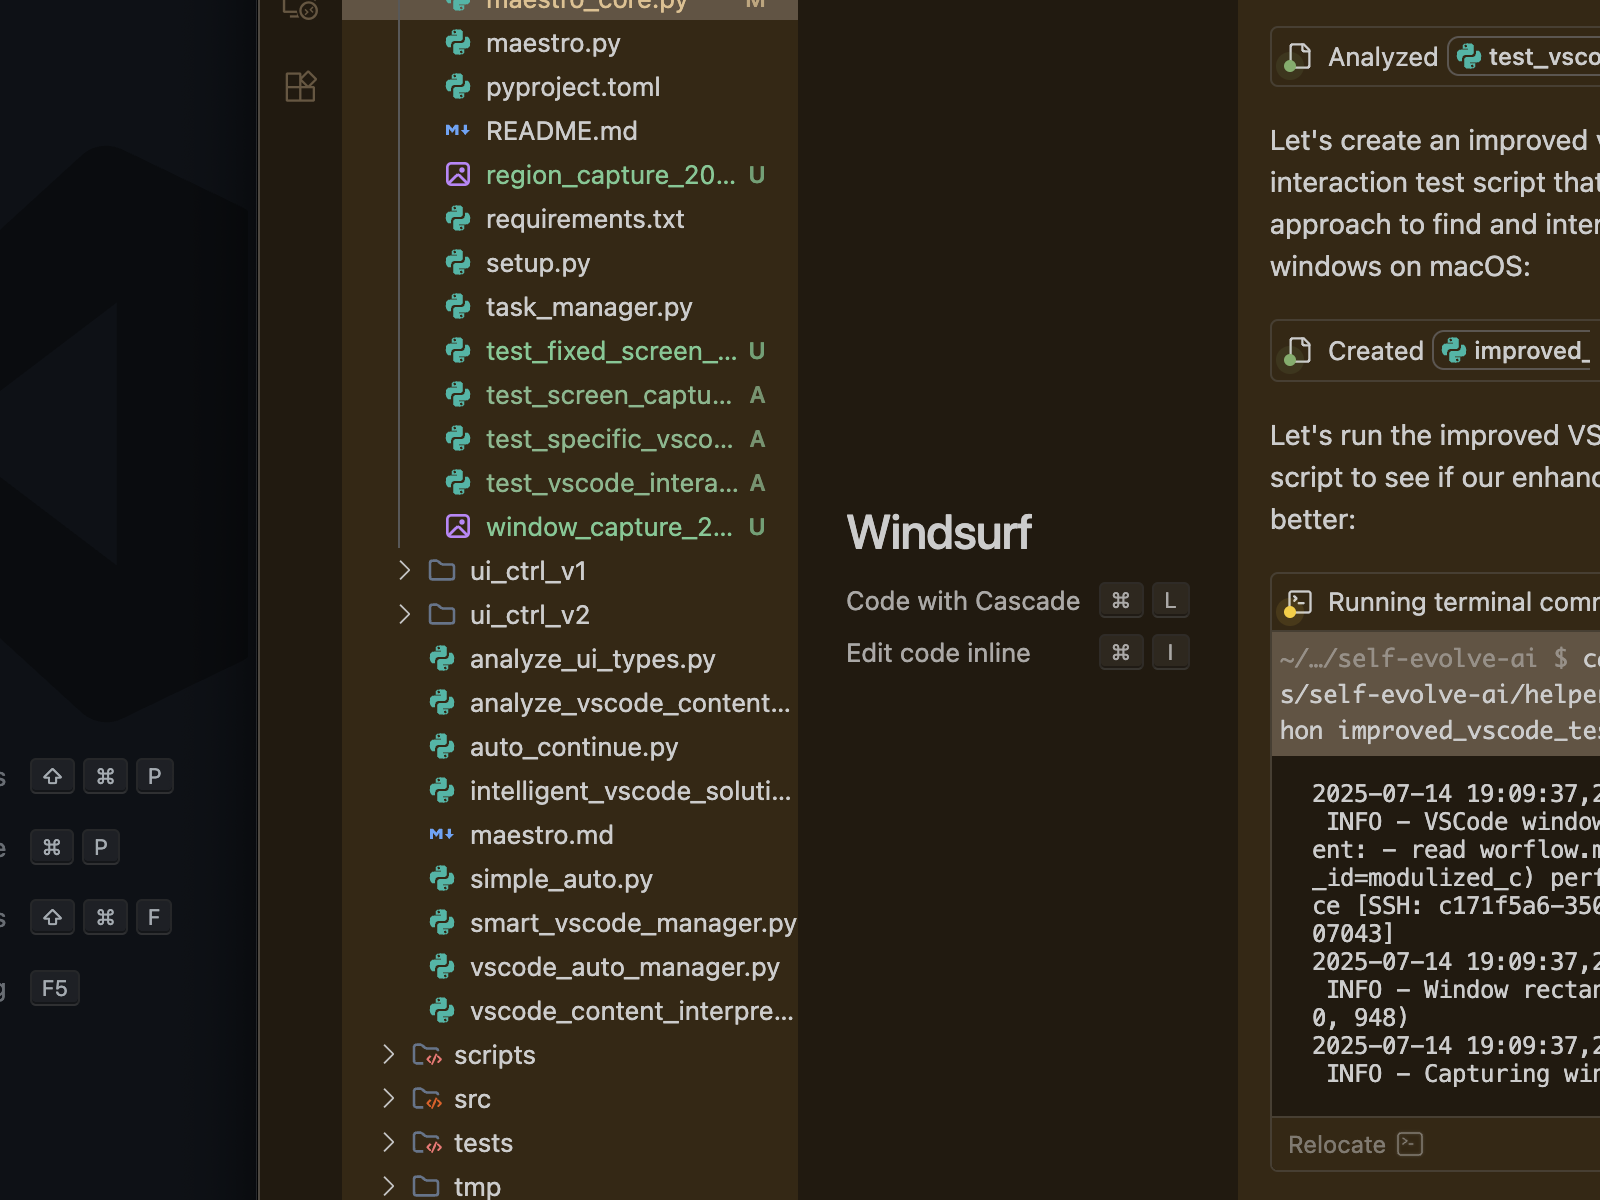 ⇧ ⌘ P
⌘ P
⇧ ⌘ F
F5
maestro_core.py M
maestro.py
pyproject.toml
README.md
region_capture_20... U
requirements.txt
setup.py
task_manager.py
test_fixed_screen_... U
test_screen_captu... A
test_specific_vsco... A
test_vscode_intera... A
window_capture_2... U
ui_ctrl_v1
ui_ctrl_v2
analyze_ui_types.py
analyze_vscode_content...
auto_continue.py
intelligent_vscode_soluti...
maestro.md
simple_auto.py
smart_vscode_manager.py
vscode_auto_manager.py
vscode_content_interpre...
scripts
src
tests
tmp
Windsurf
Code with Cascade ⌘ L
Edit code inline ⌘ I
Analyzed test_vsco
Let's create an improved
interaction test script that
approach to find and inter
windows on macOS:
Created improved_
Let's run the improved VS
script to see if our enhanc
better:
Running terminal comm
~/…/self-evolve-ai $ c
s/self-evolve-ai/helper
hon improved_vscode_tes
2025-07-14 19:09:37,2
INFO - VSCode window
ent: - read worflow.m
_id=modulized_c) perf
ce [SSH: c171f5a6-350
07043]
2025-07-14 19:09:37,2
INFO - Window rectan
0, 948)
2025-07-14 19:09:37,2
INFO - Capturing win
Relocate